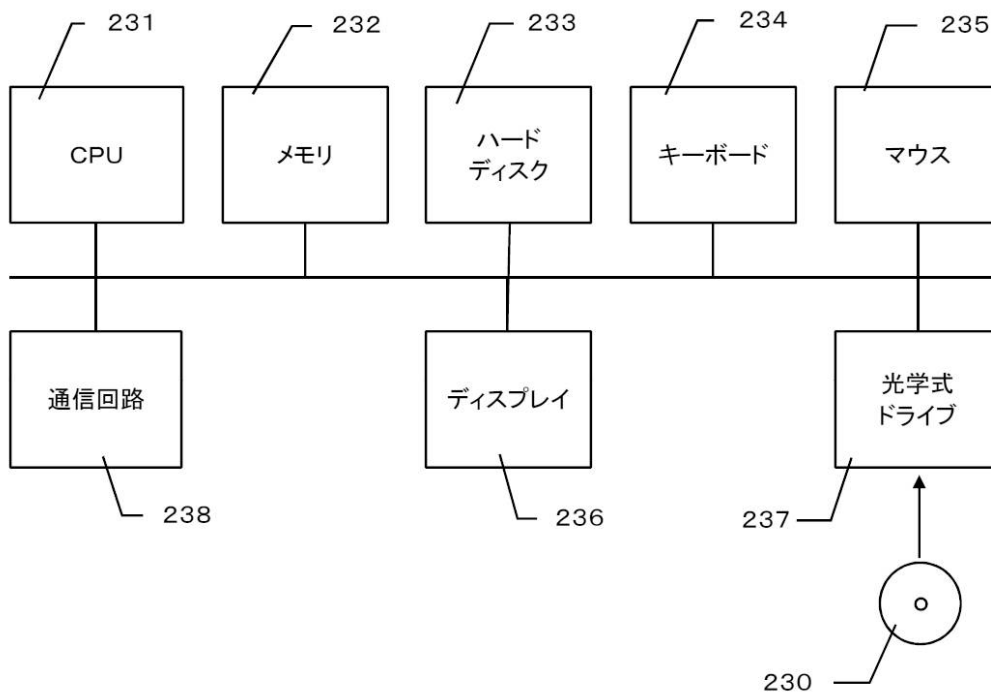 231
232
233
234
235
CPU
メモリ
ハード
ディスク
キーボード
マウス
通信回路
ディスプレイ
光学式
ドライブ
238
236
237
230